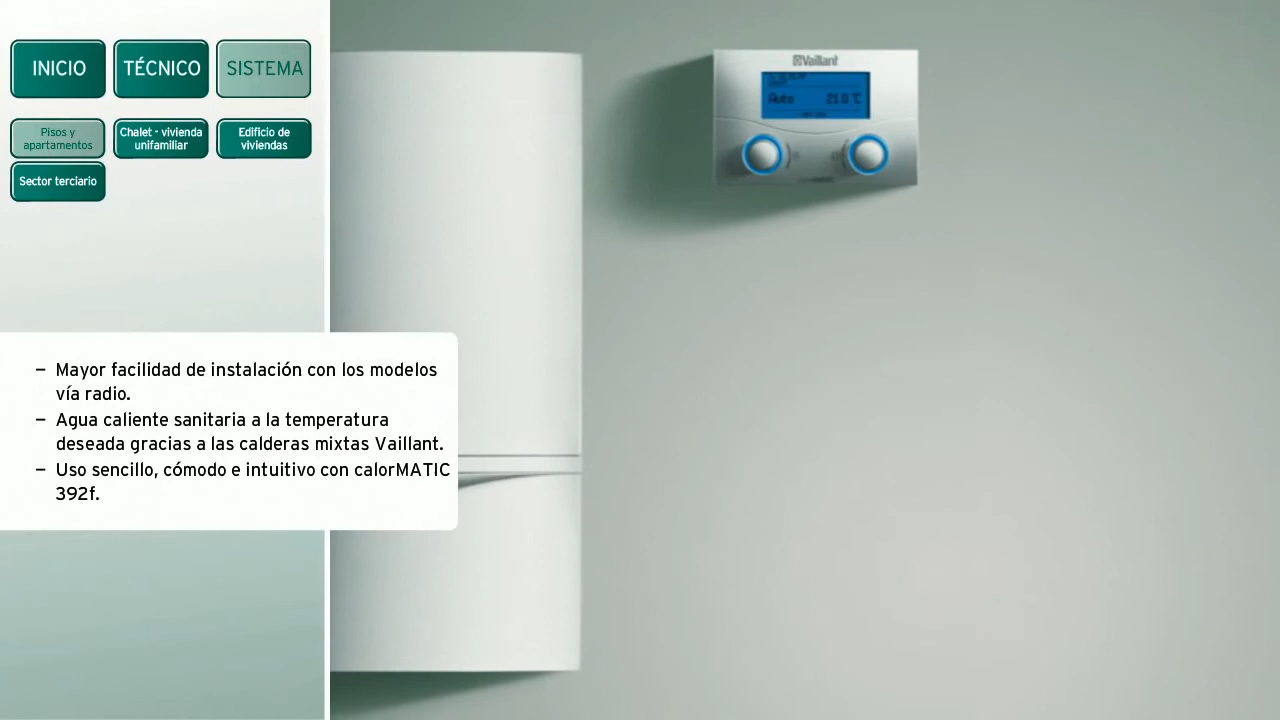 INICIO TÉCNICO SISTEMA
Pisos y apartamentos
Chalet - vivienda unifamiliar
Edificio de viviendas
Sector terciario
Vaillant
Auto 21.0 °C
– Mayor facilidad de instalación con los modelos
vía radio.
– Agua caliente sanitaria a la temperatura
deseada gracias a las calderas mixtas Vaillant.
– Uso sencillo, cómodo e intuitivo con calorMATIC
392f.